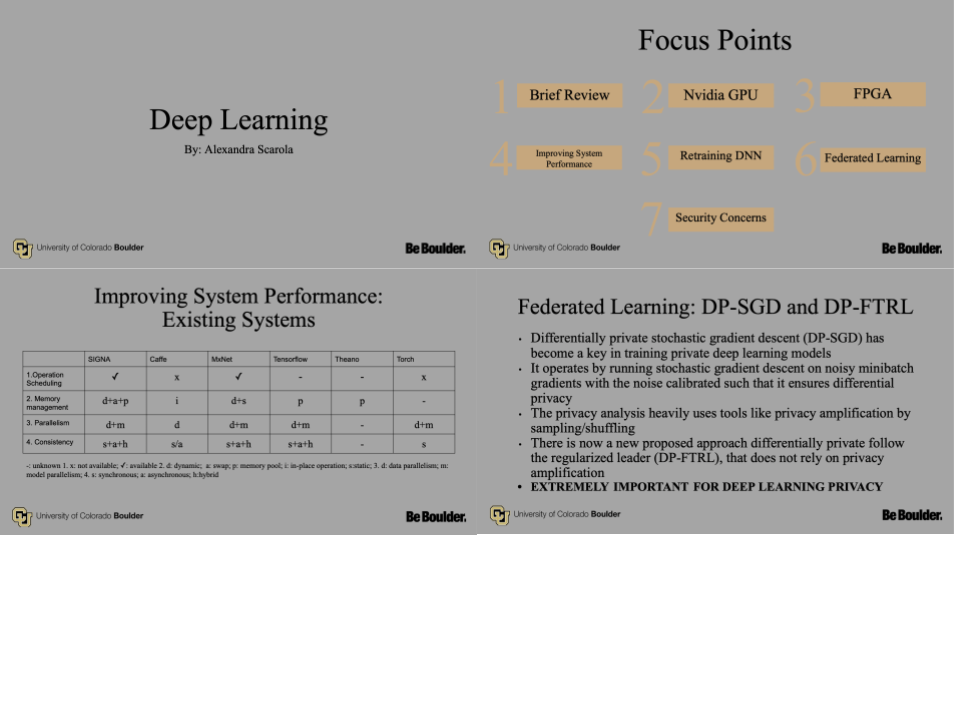 Deep Learning
By: Alexandra Scarola
University of Colorado Boulder
Be Boulder.
Focus Points
1 Brief Review
2 Nvidia GPU
3 FPGA
4 Improving System
Performance
5 Retraining DNN
6 Federated Learning
7 Security Concerns
University of Colorado Boulder
Be Boulder.
Improving System Performance:
Existing Systems
SIGNA Caffe MxNet Tensorflow Theano Torch
1.Operation
Scheduling ✓ x ✓ - - x
2. Memory
management d+a+p i d+s p p -
3. Parallelism d+m d d+m d+m - d+m
4. Consistency s+a+h s/a s+a+h s+a+h - s
-: unknown 1. x: not available; ✓: available 2. d: dynamic; a: swap; p: memory pool; i: in-place operation; s:static; 3. d: data parallelism; m:
model parallelism; 4. s: synchronous; a: asynchronous; h:hybrid
University of Colorado Boulder
Be Boulder.
Federated Learning: DP-SGD and DP-FTRL
• Differentially private stochastic gradient descent (DP-SGD) has
become a key in training private deep learning models
• It operates by running stochastic gradient descent on noisy minibatch
gradients with the noise calibrated such that it ensures differential
privacy
• The privacy analysis heavily uses tools like privacy amplification by
sampling/shuffling
• There is now a new proposed approach differentially private follow
the regularized leader (DP-FTRL), that does not rely on privacy
amplification
• EXTREMELY IMPORTANT FOR DEEP LEARNING PRIVACY
University of Colorado Boulder
Be Boulder.